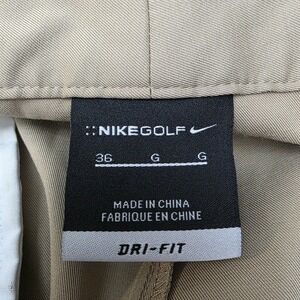 NIKEGOLF
36 G G
MADE IN CHINA
FABRIQUE EN CHINE
DRI-FIT